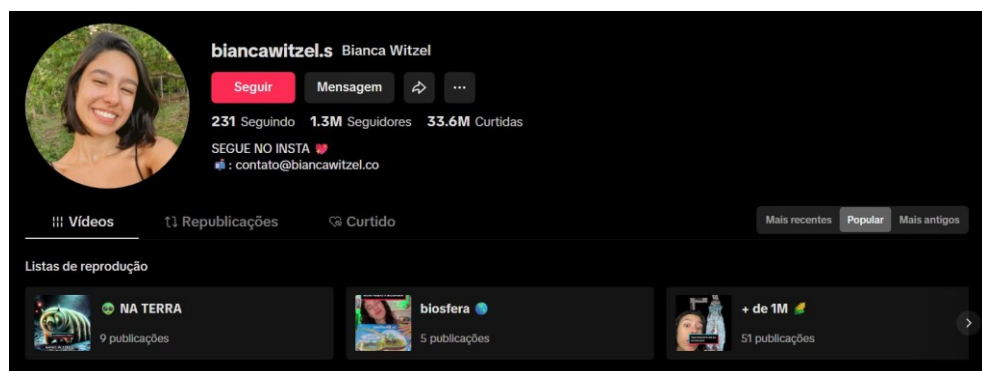 biancawitzel.s Bianca Witzel
Seguir Mensagem
231 Seguindo 1.3M Seguidores 33.6M Curtidas
SEGUE NO INSTA 💘
📬 : contato@biancawitzel.co
Vídeos Republicações Curtido
Mais recentes Popular Mais antigos
Listas de reprodução
👽 NA TERRA
9 publicações
biosfera 🌎
5 publicações
+ de 1M
51 publicações